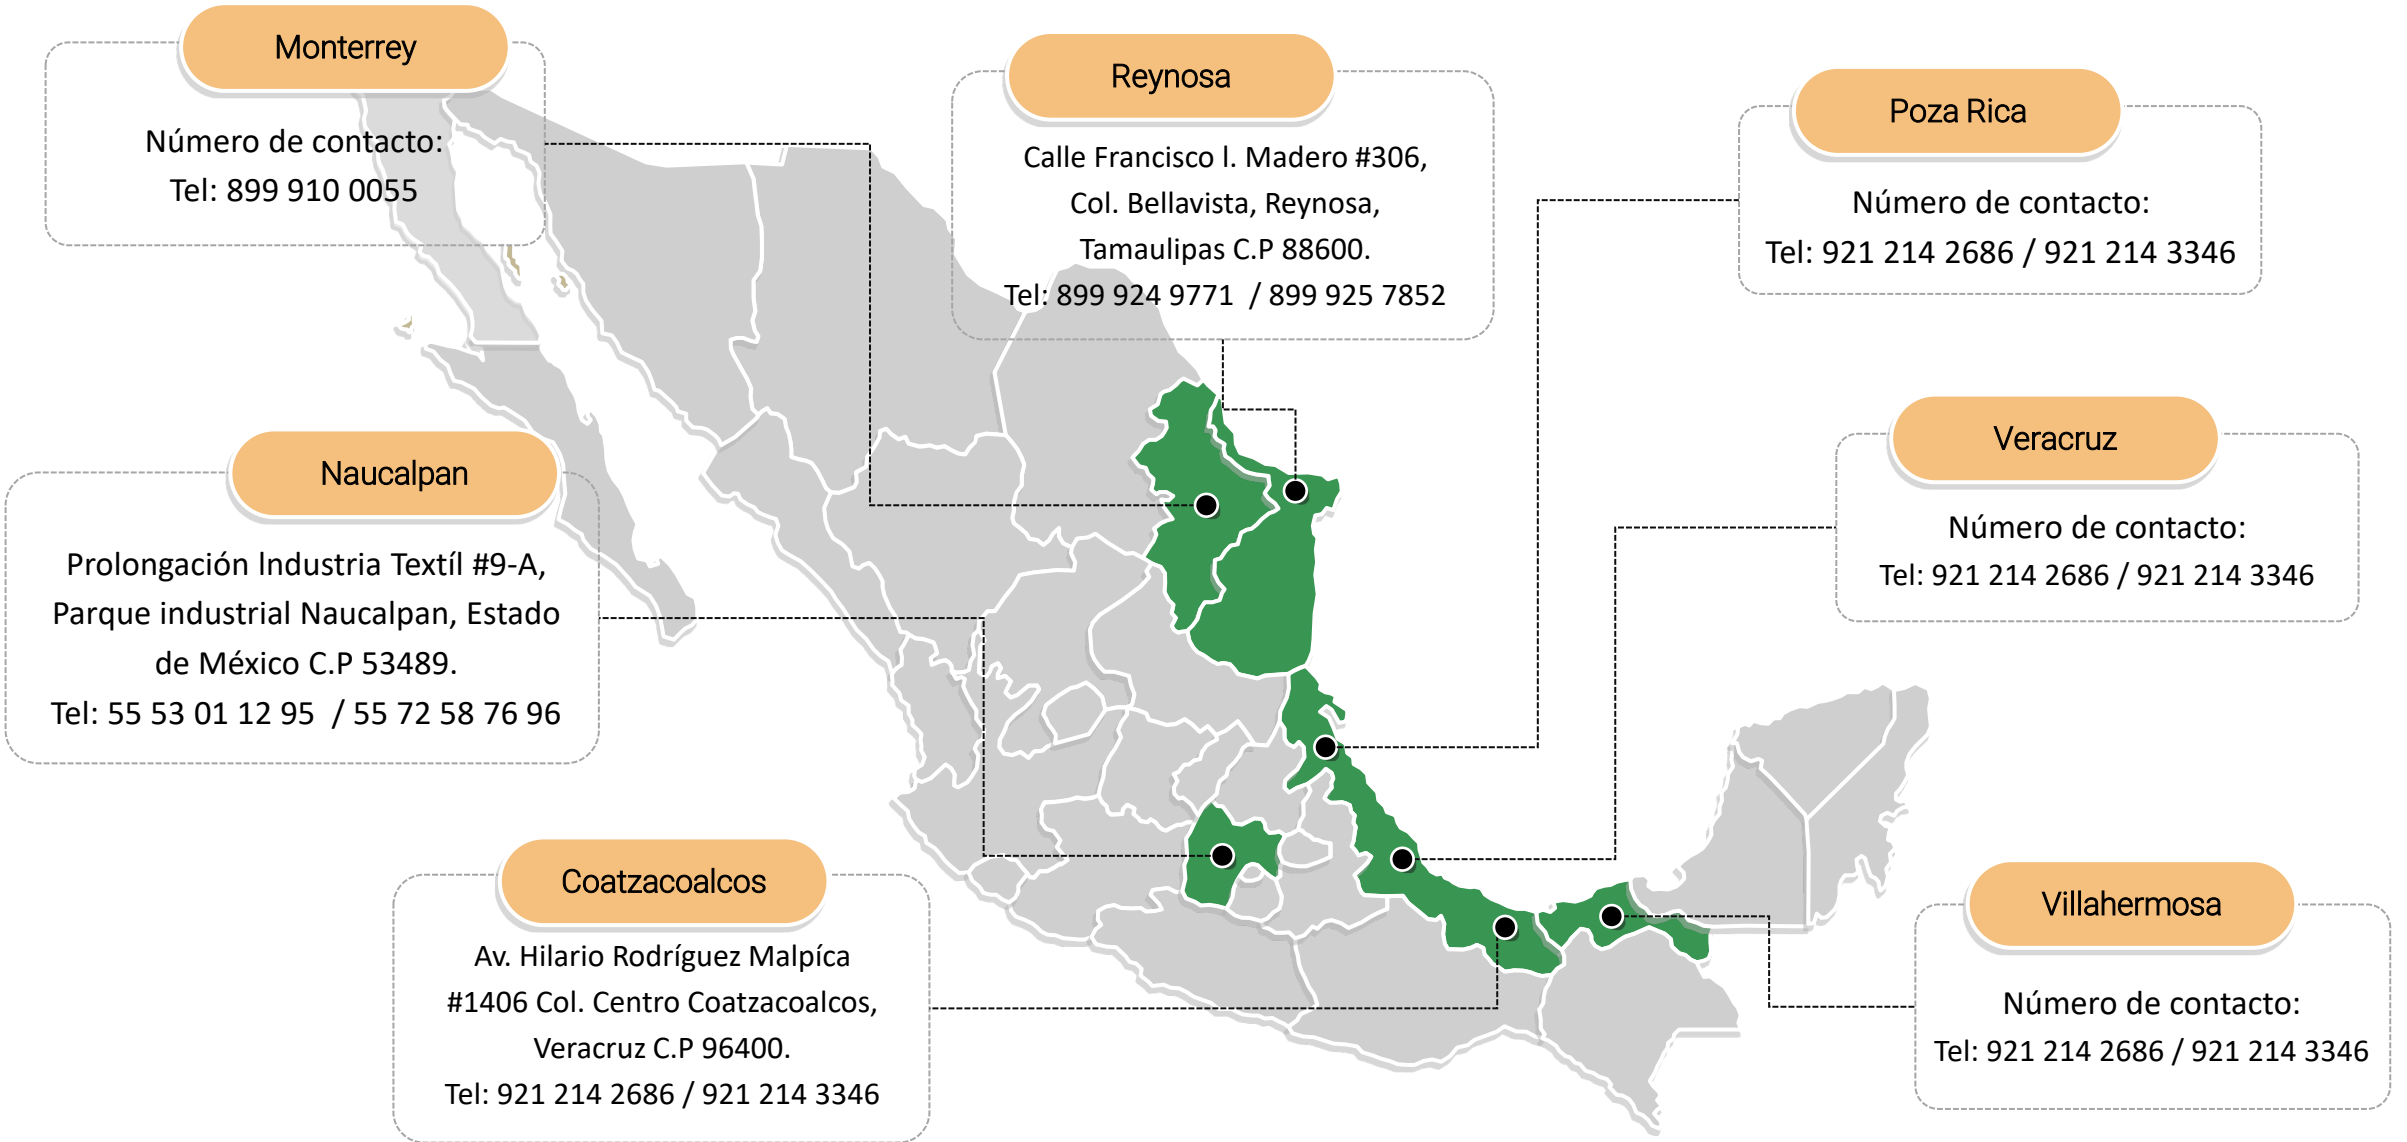 Monterrey
Número de contacto:
Tel: 899 910 0055
Reynosa
Calle Francisco l. Madero #306,
Col. Bellavista, Reynosa,
Tamaulipas C.P 88600.
Tel: 899 924 9771 / 899 925 7852
Poza Rica
Número de contacto:
Tel: 921 214 2686 / 921 214 3346
Naucalpan
Prolongación lndustria Textíl #9-A,
Parque industrial Naucalpan, Estado
de México C.P 53489.
Tel: 55 53 01 12 95 / 55 72 58 76 96
Veracruz
Número de contacto:
Tel: 921 214 2686 / 921 214 3346
Coatzacoalcos
Av. Hilario Rodríguez Malpíca
#1406 Col. Centro Coatzacoalcos,
Veracruz C.P 96400.
Tel: 921 214 2686 / 921 214 3346
Villahermosa
Número de contacto:
Tel: 921 214 2686 / 921 214 3346